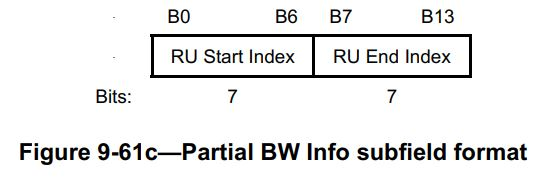 B0 B6 B7 B13
RU Start Index RU End Index
Bits: 7 7
Figure 9-61c—Partial BW Info subfield format